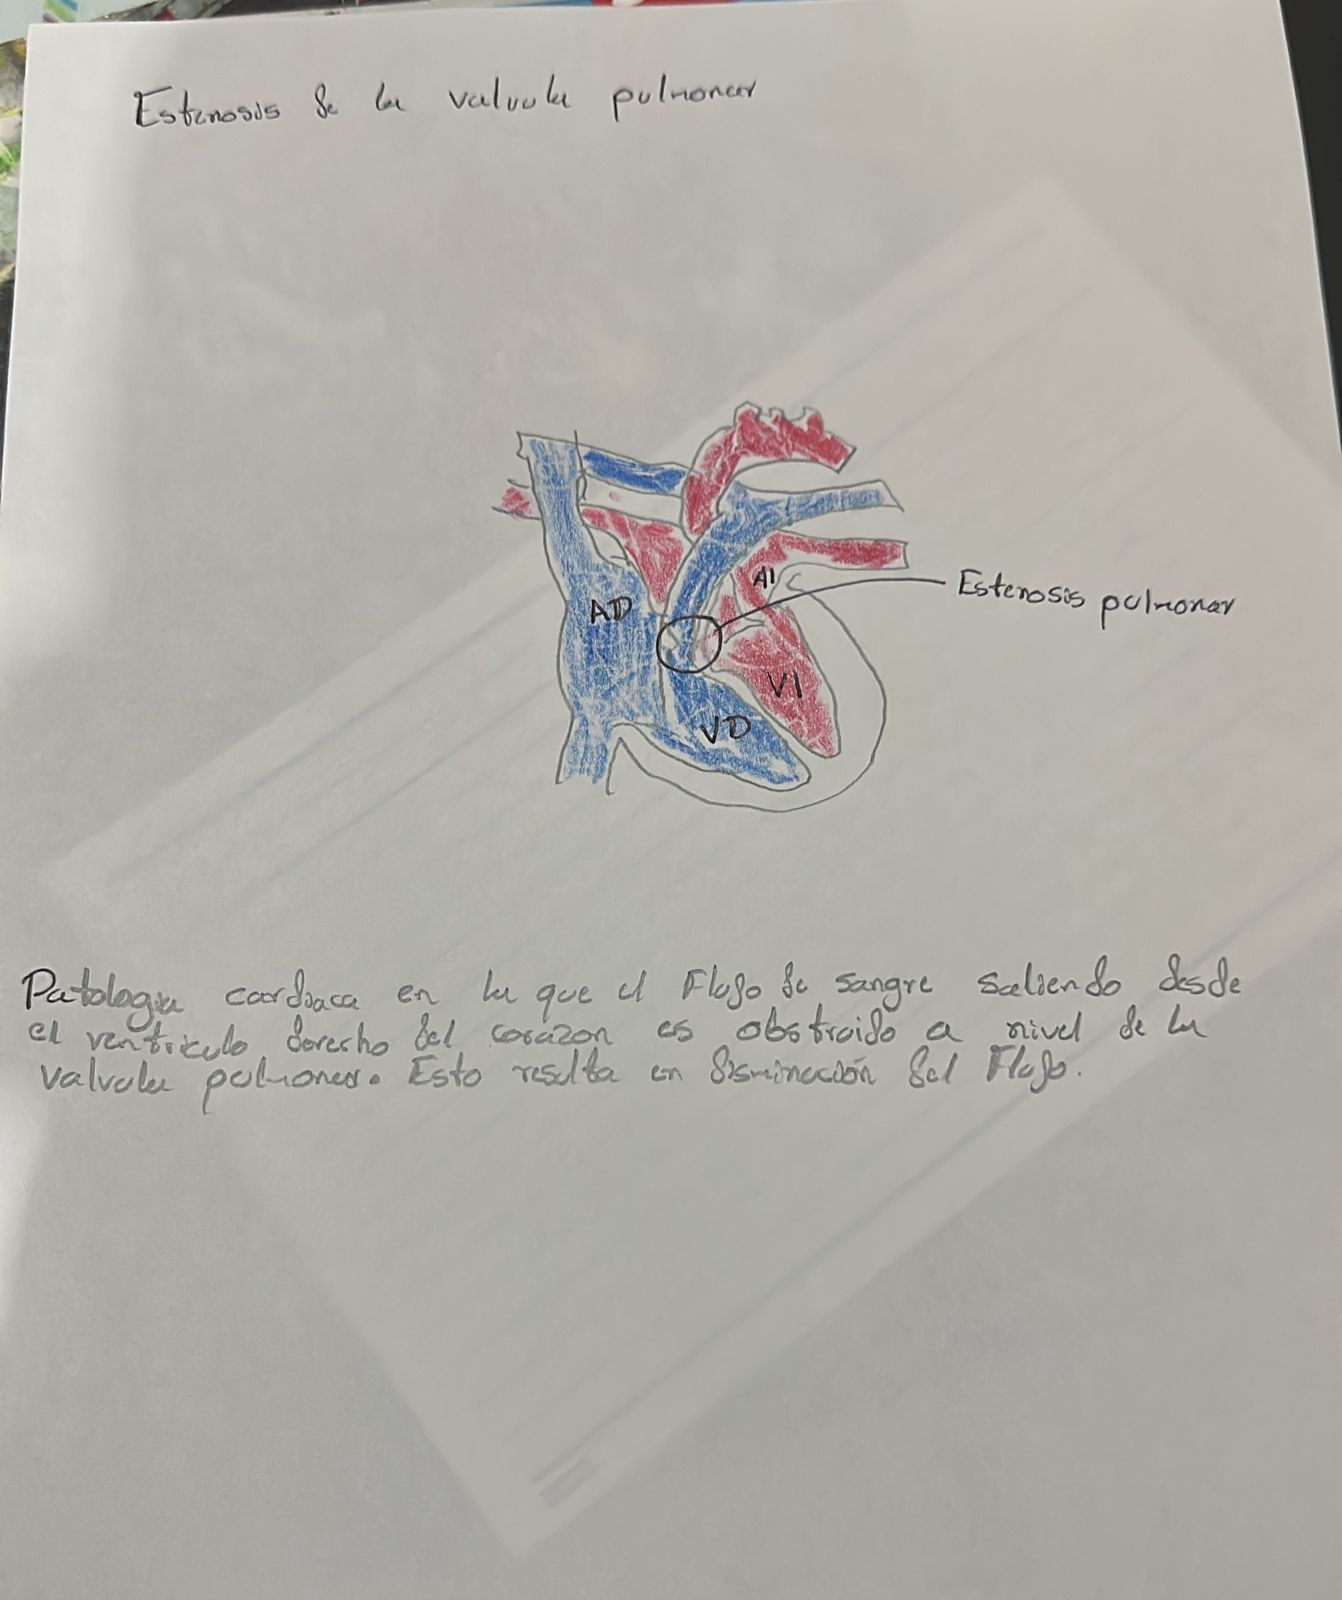 Estenosis de la valvula pulmonar
AI
Estenosis pulmonar
AD
VI
VD
Patologia cardiaca en la que el Flujo de sangre saliendo desde
el ventriculo derecho del corazon es obstruido a nivel de la
valvula pulmonar. Esto resulta en disminución del Flujo.